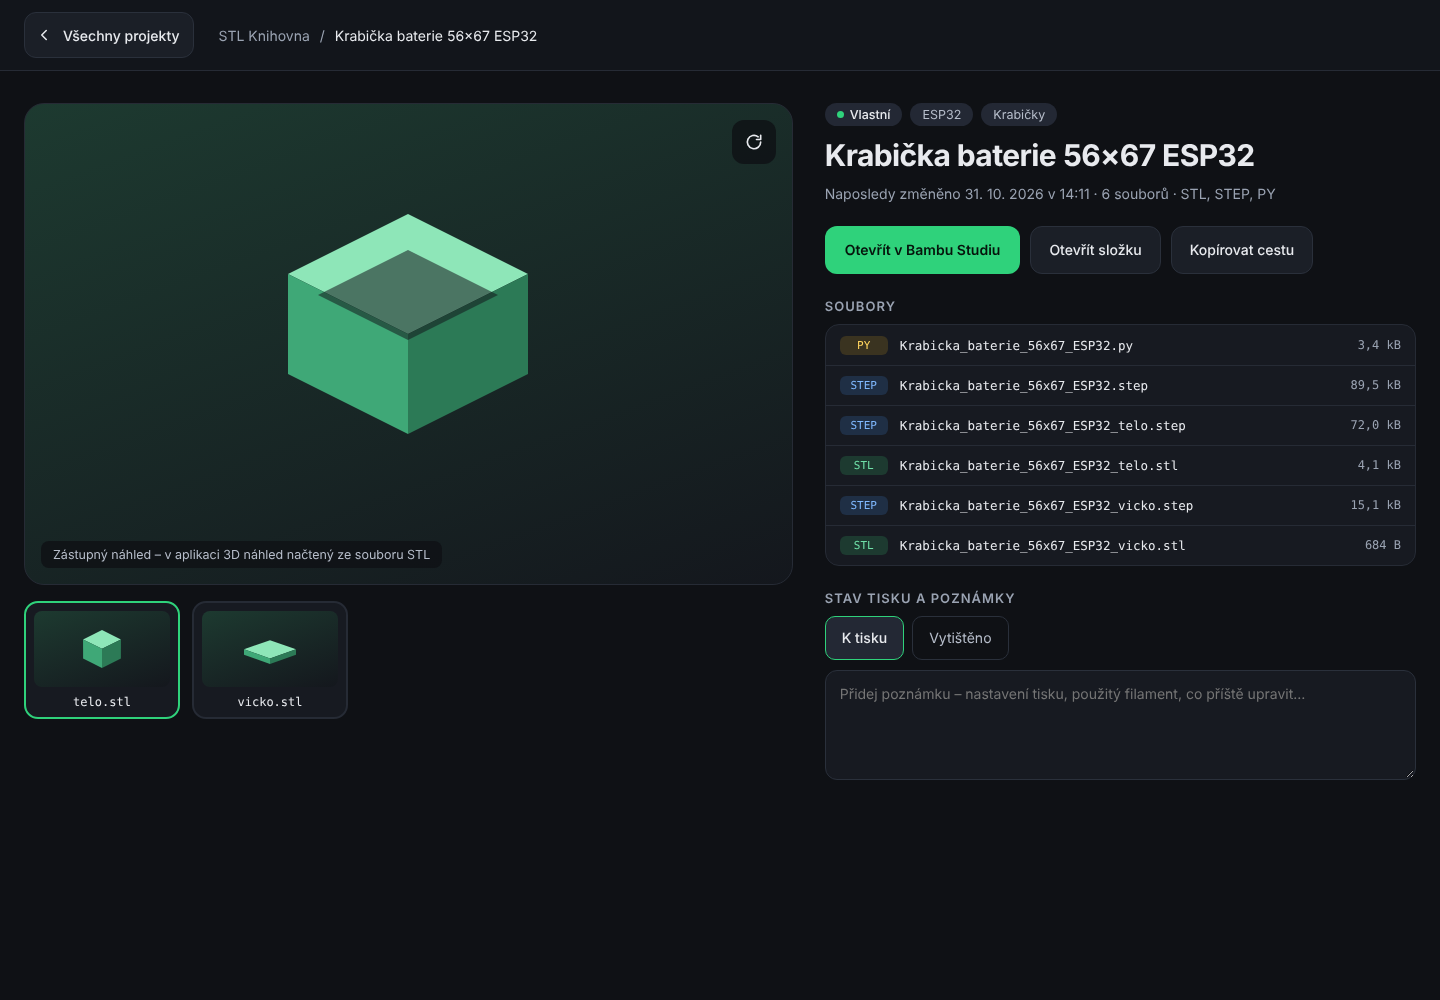 Všechny projekty
STL Knihovna / Krabička baterie 56×67 ESP32
Zástupný náhled – v aplikaci 3D náhled načtený ze souboru STL
telo.stl
vicko.stl
Vlastní ESP32 Krabičky
Krabička baterie 56×67 ESP32
Naposledy změněno 31. 10. 2026 v 14:11 · 6 souborů · STL, STEP, PY
Otevřít v Bambu Studiu Otevřít složku Kopírovat cestu
SOUBORY
PY Krabicka_baterie_56x67_ESP32.py 3,4 kB
STEP Krabicka_baterie_56x67_ESP32.step 89,5 kB
STEP Krabicka_baterie_56x67_ESP32_telo.step 72,0 kB
STL Krabicka_baterie_56x67_ESP32_telo.stl 4,1 kB
STEP Krabicka_baterie_56x67_ESP32_vicko.step 15,1 kB
STL Krabicka_baterie_56x67_ESP32_vicko.stl 684 B
STAV TISKU A POZNÁMKY
K tisku Vytištěno
Přidej poznámku – nastavení tisku, použitý filament, co příště upravit…